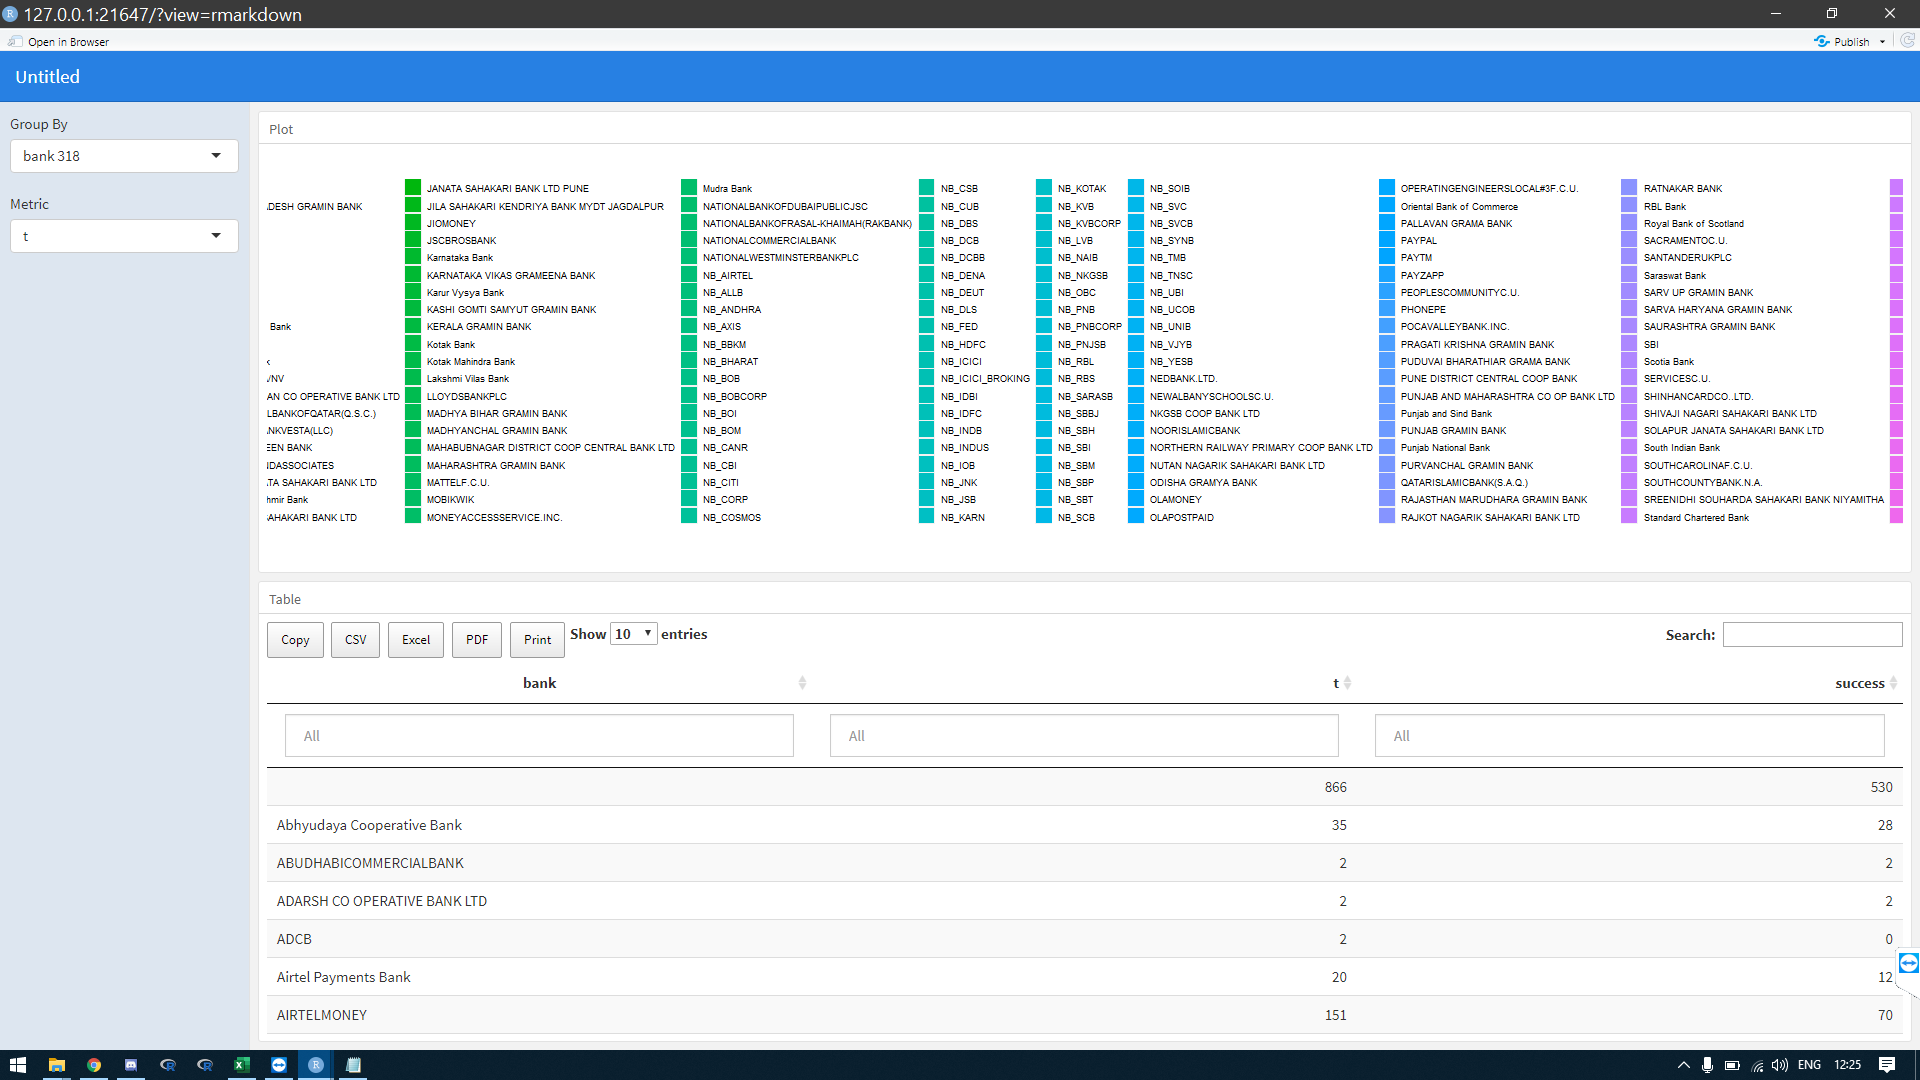 127.0.0.1:21647/?view=rmarkdown
Open in Browser
Publish
Untitled
Group By
bank 318
Metric
t
Plot
DESH GRAMIN BANK
Bank
/NV
AN CO OPERATIVE BANK LTD
LBANKOFQATAR(Q.S.C.)
NKVESTA(LLC)
EEN BANK
IDASSOCIATES
TA SAHAKARI BANK LTD
hmir Bank
AHAKARI BANK LTD
JANATA SAHAKARI BANK LTD PUNE
JILA SAHAKARI KENDRIYA BANK MYDT JAGDALPUR
JIOMONEY
JSCBROSBANK
Karnataka Bank
KARNATAKA VIKAS GRAMEENA BANK
Karur Vysya Bank
KASHI GOMTI SAMYUT GRAMIN BANK
KERALA GRAMIN BANK
Kotak Bank
Kotak Mahindra Bank
Lakshmi Vilas Bank
LLOYDSBANKPLC
MADHYA BIHAR GRAMIN BANK
MADHYANCHAL GRAMIN BANK
MAHABUBNAGAR DISTRICT COOP CENTRAL BANK LTD
MAHARASHTRA GRAMIN BANK
MATTELF.C.U.
MOBIKWIK
MONEYACCESSSERVICE.INC.
Mudra Bank
NATIONALBANKOFDUBAIPUBLICJSC
NATIONALBANKOFRASAL-KHAIMAH(RAKBANK)
NATIONALCOMMERCIALBANK
NATIONALWESTMINSTERBANKPLC
NB_AIRTEL
NB_ALLB
NB_ANDHRA
NB_AXIS
NB_BBKM
NB_BHARAT
NB_BOB
NB_BOBCORP
NB_BOI
NB_BOM
NB_CANR
NB_CBI
NB_CITI
NB_CORP
NB_COSMOS
NB_CSB
NB_CUB
NB_DBS
NB_DCB
NB_DCBB
NB_DENA
NB_DEUT
NB_DLS
NB_FED
NB_HDFC
NB_ICICI
NB_ICICI_BROKING
NB_IDBI
NB_IDFC
NB_INDB
NB_INDUS
NB_IOB
NB_JNK
NB_JSB
NB_KARN
NB_KOTAK
NB_KVB
NB_KVBCORP
NB_LVB
NB_NAIB
NB_NKGSB
NB_OBC
NB_PNB
NB_PNBCORP
NB_PNJSB
NB_RBL
NB_RBS
NB_SARASB
NB_SBBJ
NB_SBH
NB_SBI
NB_SBM
NB_SBP
NB_SBT
NB_SCB
NB_SOIB
NB_SVC
NB_SVCB
NB_SYNB
NB_TMB
NB_TNSC
NB_UBI
NB_UCOB
NB_UNIB
NB_VJYB
NB_YESB
NEDBANK.LTD.
NEWALBANYSCHOOLSC.U.
NKGSB COOP BANK LTD
NOORISLAMICBANK
NORTHERN RAILWAY PRIMARY COOP BANK LTD
NUTAN NAGARIK SAHAKARI BANK LTD
ODISHA GRAMYA BANK
OLAMONEY
OLAPOSTPAID
OPERATINGENGINEERSLOCAL#3F.C.U.
Oriental Bank of Commerce
PALLAVAN GRAMA BANK
PAYPAL
PAYTM
PAYZAPP
PEOPLESCOMMUNITYC.U.
PHONEPE
POCAVALLEYBANK.INC.
PRAGATI KRISHNA GRAMIN BANK
PUDUVAI BHARATHIAR GRAMA BANK
PUNE DISTRICT CENTRAL COOP BANK
PUNJAB AND MAHARASHTRA CO OP BANK LTD
Punjab and Sind Bank
PUNJAB GRAMIN BANK
Punjab National Bank
PURVANCHAL GRAMIN BANK
QATARISLAMICBANK(S.A.Q.)
RAJASTHAN MARUDHARA GRAMIN BANK
RAJKOT NAGARIK SAHAKARI BANK LTD
RATNAKAR BANK
RBL Bank
Royal Bank of Scotland
SACRAMENTOC.U.
SANTANDERUKPLC
Saraswat Bank
SARV UP GRAMIN BANK
SARVA HARYANA GRAMIN BANK
SAURASHTRA GRAMIN BANK
SBI
Scotia Bank
SERVICESC.U.
SHINHANCARDCO..LTD.
SHIVAJI NAGARI SAHAKARI BANK LTD
SOLAPUR JANATA SAHAKARI BANK LTD
South Indian Bank
SOUTHCAROLINAF.C.U.
SOUTHCOUNTYBANK.N.A.
SREENIDHI SOUHARDA SAHAKARI BANK NIYAMITHA
Standard Chartered Bank
Table
Copy CSV Excel PDF Print Show 10 entries Search:
bank t success
All All All
866 530
Abhyudaya Cooperative Bank 35 28
ABUDHABICOMMERCIALBANK 2 2
ADARSH CO OPERATIVE BANK LTD 2 2
ADCB 2 0
Airtel Payments Bank 20 12
AIRTELMONEY 151 70
ENG 12:25